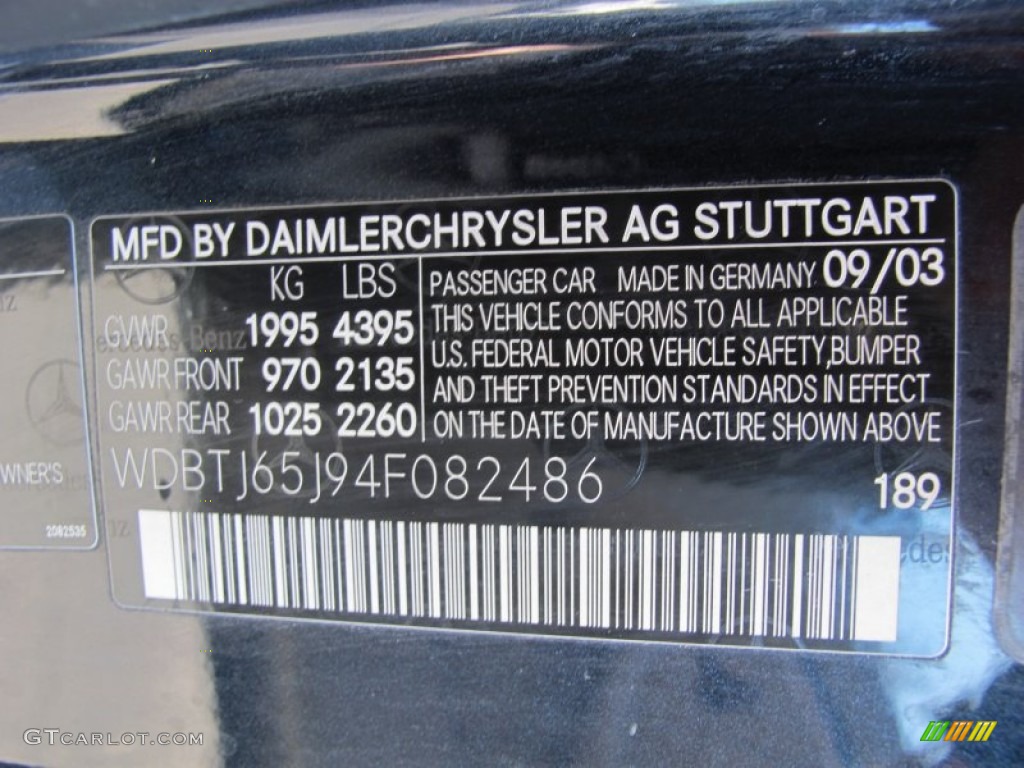 MFD BY DAIMLERCHRYSLER AG STUTTGART
KG LBS
GVWR 1995 4395
GAWR FRONT 970 2135
GAWR REAR 1025 2260
PASSENGER CAR MADE IN GERMANY 09/03
THIS VEHICLE CONFORMS TO ALL APPLICABLE
U.S. FEDERAL MOTOR VEHICLE SAFETY, BUMPER
AND THEFT PREVENTION STANDARDS IN EFFECT
ON THE DATE OF MANUFACTURE SHOWN ABOVE
WDBTJ65J94F082486
189
WNER'S
2082535
GTCARLOT.COM